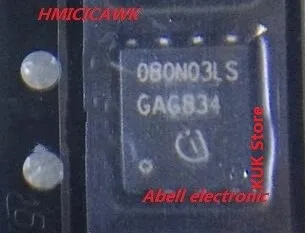 HMICICAWK
080N03LS
GAG834
i
KUK Store
Abell electronic